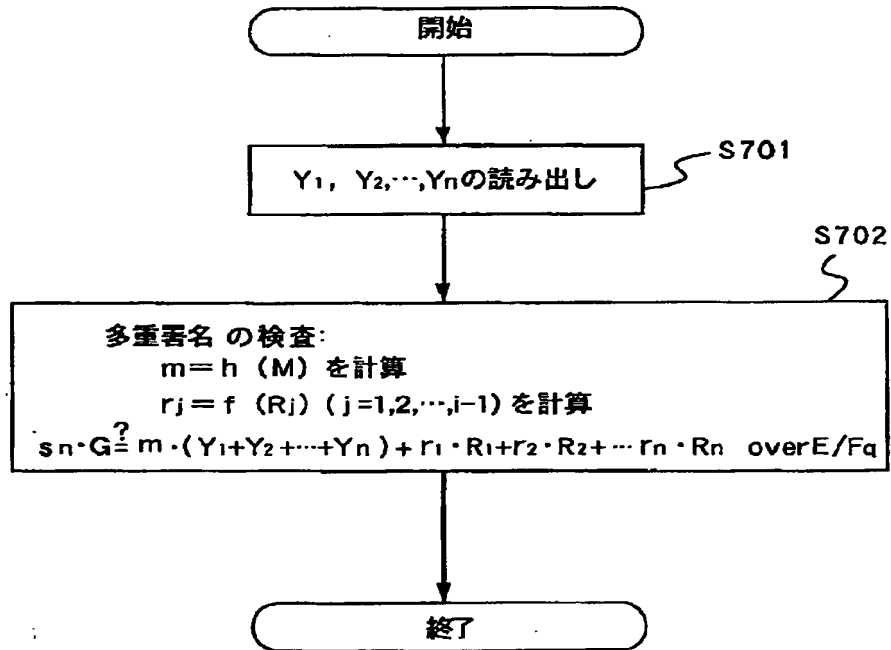 開始
S701
Y1, Y2,…,Ynの読み出し
S702
多重署名 の検査:
m=h (M) を計算
rj=f (Rj) (j=1,2,…,i-1) を計算
sn・G≟m・(Y1+Y2+…+Yn)+r1・R1+r2・R2+…rn・Rn overE/Fq
終了